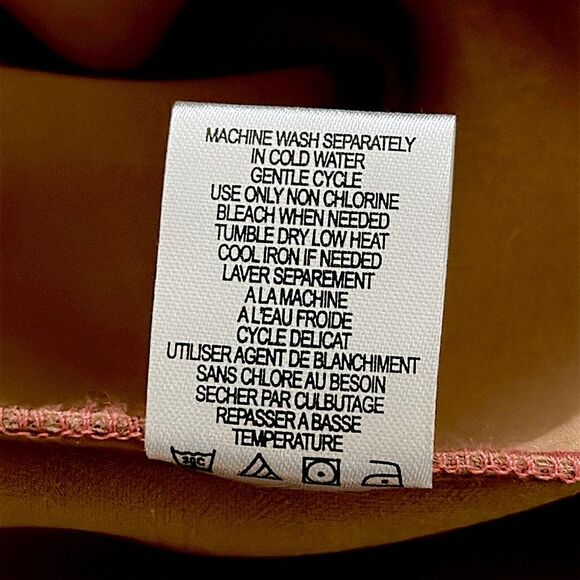 MACHINE WASH SEPARATELY
IN COLD WATER
GENTLE CYCLE
USE ONLY NON CHLORINE
BLEACH WHEN NEEDED
TUMBLE DRY LOW HEAT
COOL IRON IF NEEDED
LAVER SEPAREMENT
A LA MACHINE
A L'EAU FROIDE
CYCLE DELICAT
UTILISER AGENT DE BLANCHIMENT
SANS CHLORE AU BESOIN
SECHER PAR CULBUTAGE
REPASSER A BASSE
TEMPERATURE
30C